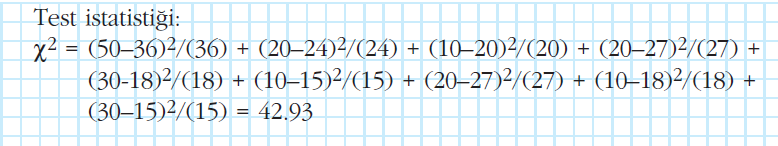 Test istatistiği:
χ² = (50–36)²/(36) + (20–24)²/(24) + (10–20)²/(20) + (20–27)²/(27) +
(30-18)²/(18) + (10–15)²/(15) + (20–27)²/(27) + (10–18)²/(18) +
(30–15)²/(15) = 42.93